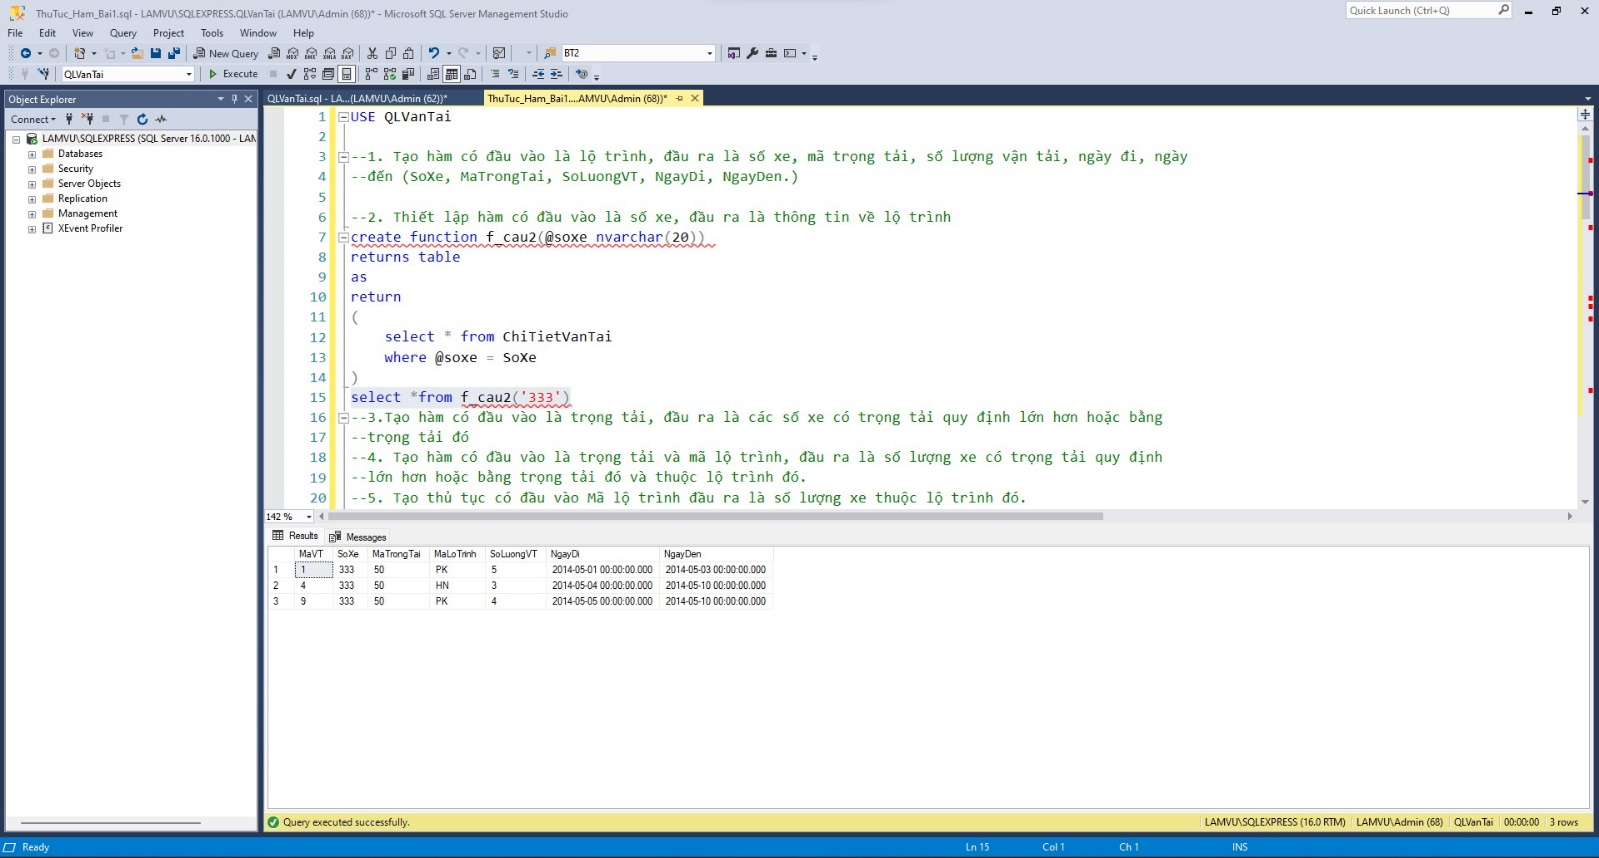 ThuTuc_Ham_Bai1.sql - LAMVU\SQLEXPRESS.QLVanTai (LAMVU\Admin (68))* - Microsoft SQL Server Management Studio
Quick Launch (Ctrl+Q)
File Edit View Query Project Tools Window Help
New Query BT2
QLVanTai Execute
Object Explorer
Connect
LAMVU\SQLEXPRESS (SQL Server 16.0.1000 - LAM
Databases
Security
Server Objects
Replication
Management
XEvent Profiler
QLVanTai.sql - LA...(LAMVU\Admin (62))* ThuTuc_Ham_Bai1....AMVU\Admin (68))*
1 USE QLVanTai
2
3 --1. Tạo hàm có đầu vào là lộ trình, đầu ra là số xe, mã trọng tải, số lượng vận tải, ngày đi, ngày
4 --đến (SoXe, MaTrongTai, SoLuongVT, NgayDi, NgayDen.)
5
6 --2. Thiết lập hàm có đầu vào là số xe, đầu ra là thông tin về lộ trình
7 create function f_cau2(@soxe nvarchar(20))
8 returns table
9 as
10 return
11 (
12 select * from ChiTietVanTai
13 where @soxe = SoXe
14 )
15 select *from f_cau2('333')
16 --3.Tạo hàm có đầu vào là trọng tải, đầu ra là các số xe có trọng tải quy định lớn hơn hoặc bằng
17 --trọng tải đó
18 --4. Tạo hàm có đầu vào là trọng tải và mã lộ trình, đầu ra là số lượng xe có trọng tải quy định
19 --lớn hơn hoặc bằng trọng tải đó và thuộc lộ trình đó.
20 --5. Tạo thủ tục có đầu vào Mã lộ trình đầu ra là số lượng xe thuộc lộ trình đó.
142 %
Results Messages
MaVT SoXe MaTrongTai MaLoTrinh SoLuongVT NgayDi NgayDen
1 1 333 50 PK 5 2014-05-01 00:00:00.000 2014-05-03 00:00:00.000
2 4 333 50 HN 3 2014-05-04 00:00:00.000 2014-05-10 00:00:00.000
3 9 333 50 PK 4 2014-05-05 00:00:00.000 2014-05-10 00:00:00.000
Query executed successfully. LAMVU\SQLEXPRESS (16.0 RTM) LAMVU\Admin (68) QLVanTai 00:00:00 3 rows
Ready Ln 15 Col 1 Ch 1 INS